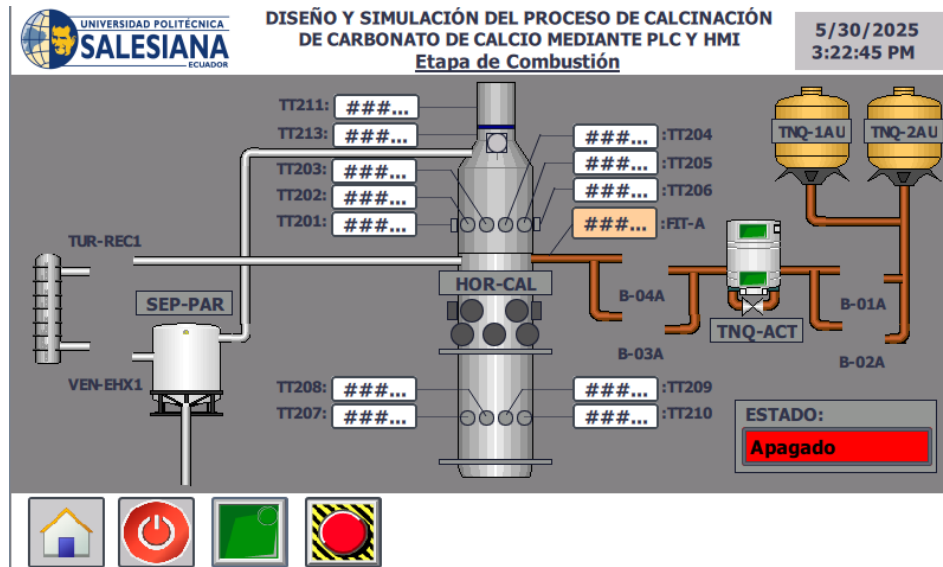 UNIVERSIDAD POLITÉCNICA
SALESIANA
ECUADOR
DISEÑO Y SIMULACIÓN DEL PROCESO DE CALCINACIÓN
DE CARBONATO DE CALCIO MEDIANTE PLC Y HMI
Etapa de Combustión
5/30/2025
3:22:45 PM
TT211: ###...
TT213: ###...
TT203: ###...
TT202: ###...
TT201: ###...
###... :TT204
###... :TT205
###... :TT206
###... :FIT-A
TNQ-1AU
TNQ-2AU
TUR-REC1
SEP-PAR
HOR-CAL
B-04A
B-03A
TNQ-ACT
B-01A
B-02A
VEN-EHX1
TT208: ###...
TT207: ###...
###... :TT209
###... :TT210
ESTADO:
Apagado